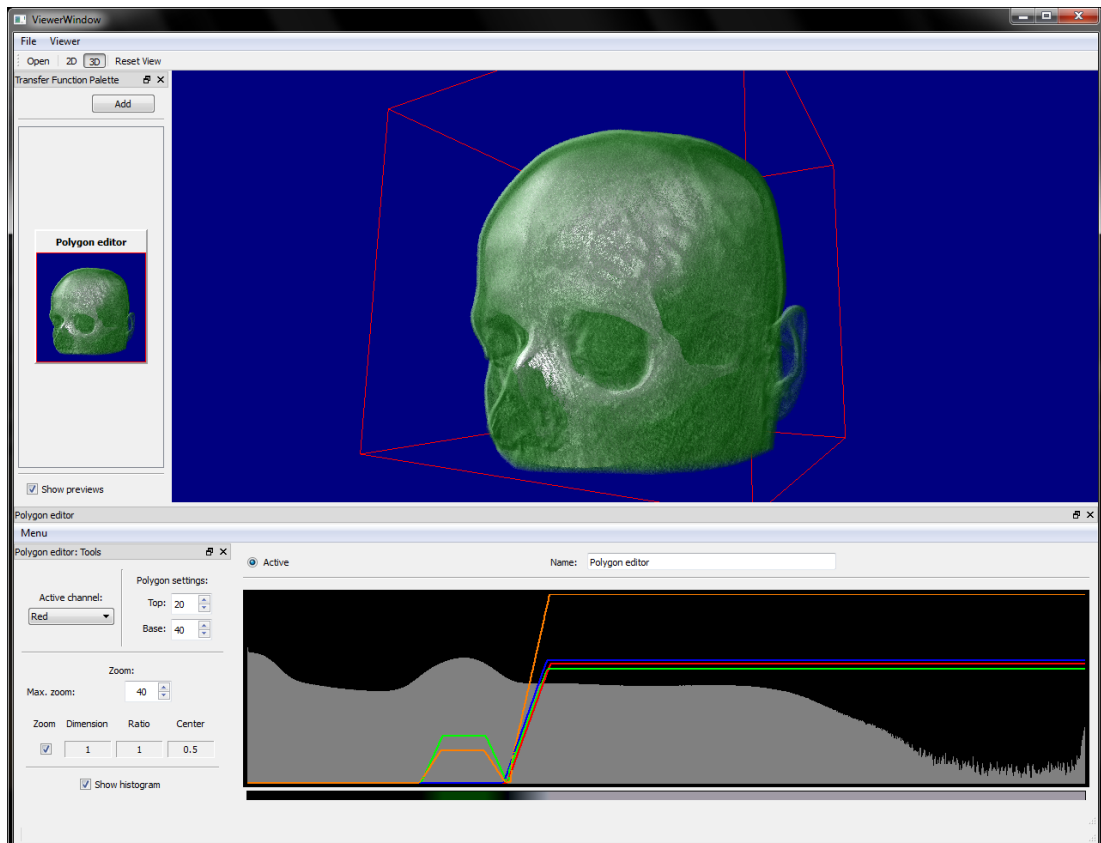 ViewerWindow
File Viewer
Open 2D 3D Reset View
Transfer Function Palette
Add
Polygon editor
Show previews
Polygon editor
Menu
Polygon editor: Tools
Active Name: Polygon editor
Polygon settings:
Active channel:
Top: 20
Red
Base: 40
Zoom:
Max. zoom: 40
Zoom Dimension Ratio Center
1 1 0.5
Show histogram